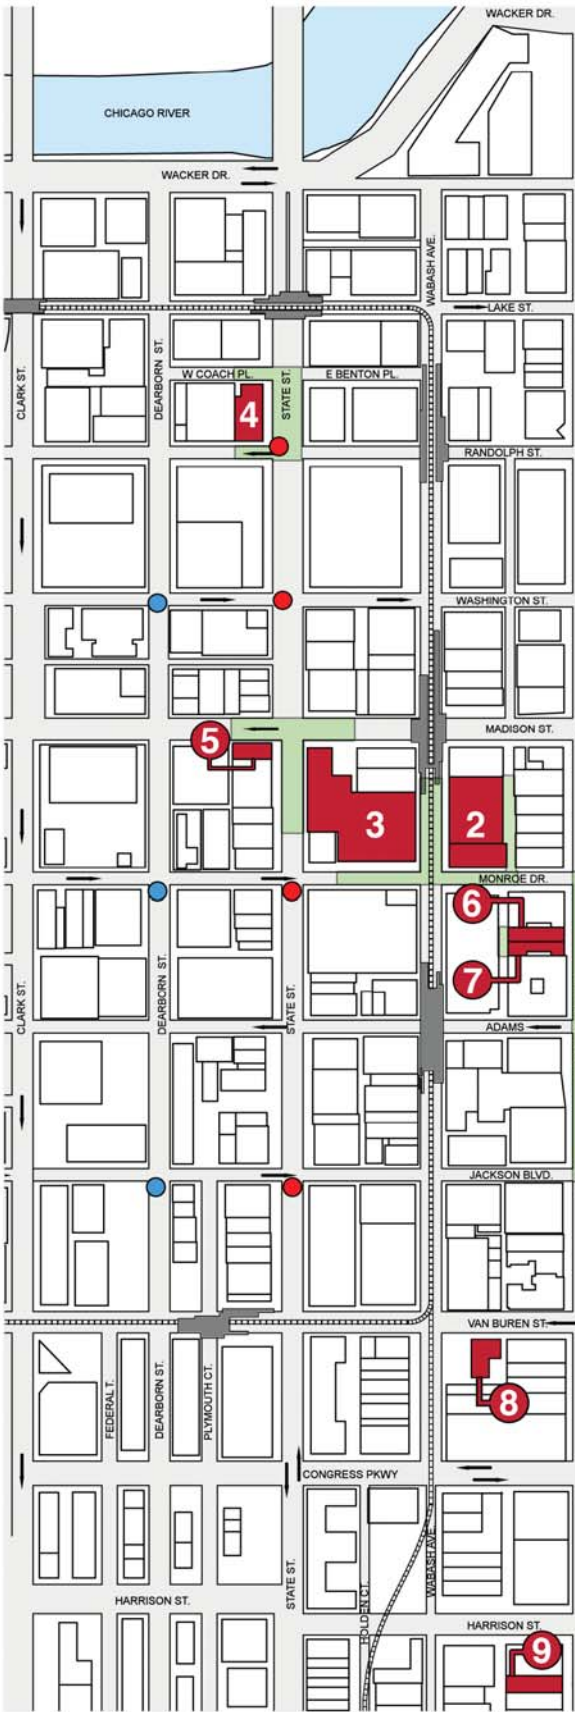 WACKER DR.
CHICAGO RIVER
WACKER DR.
WABASH AVE.
LAKE ST.
CLARK ST.
DEARBORN ST.
W COACH PL.
STATE ST.
E BENTON PL.
4
RANDOLPH ST.
WASHINGTON ST.
MADISON ST.
5
3
2
MONROE DR.
6
7
CLARK ST.
DEARBORN ST.
STATE ST.
ADAMS
JACKSON BLVD.
VAN BUREN ST.
8
FEDERAL T.
DEARBORN ST.
PLYMOUTH CT.
CONGRESS PKWY
STATE ST.
HOLDEN CT.
WABASH AVE.
HARRISON ST.
HARRISON ST.
9